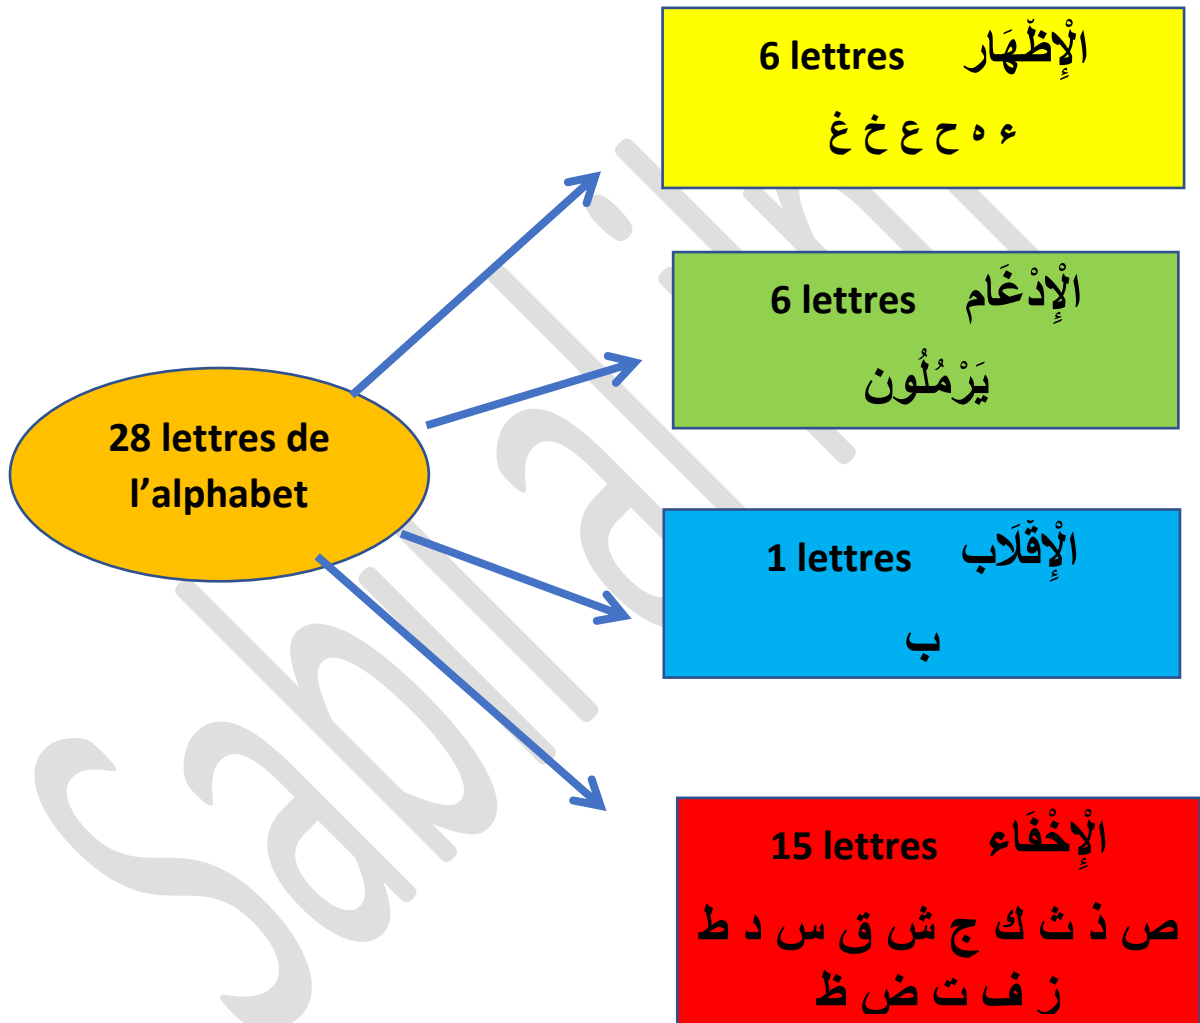 الْإِظْهَار 6 lettres
ء ه ح ع خ غ
الْإِدْغَام 6 lettres
يَرْمُلُون
28 lettres de
l’alphabet
الْإِقْلَاب 1 lettres
ب
الْإِخْفَاء 15 lettres
ص ذ ث ك ج ش ق س د ط
ز ف ت ض ظ